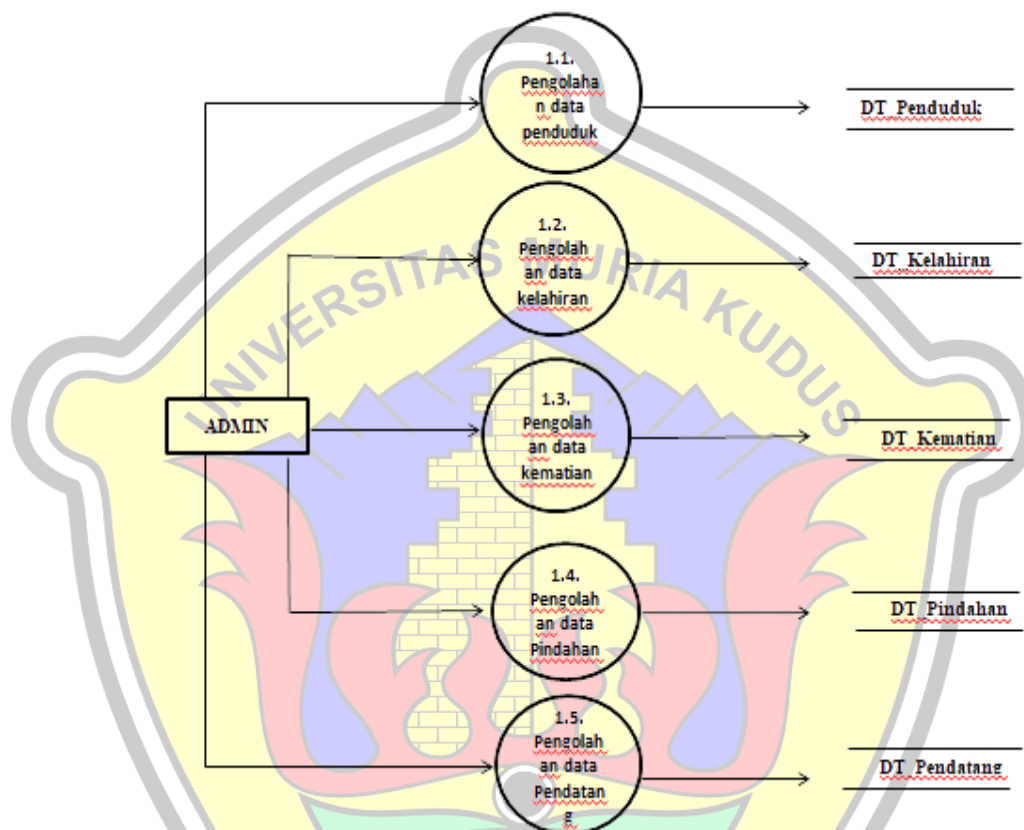 1.1.
Pengolaha
n data
penduduk
DT_Penduduk
1.2.
Pengolah
an data
kelahiran
DT_Kelahiran
UNIVERSITAS MURIA KUDUS
ADMIN
1.3.
Pengolah
an data
kematian
DT_Kematian
1.4.
Pengolah
an data
Pindahan
DT_Pindahan
1.5.
Pengolah
an data
Pendatan
g
DT_Pendatang